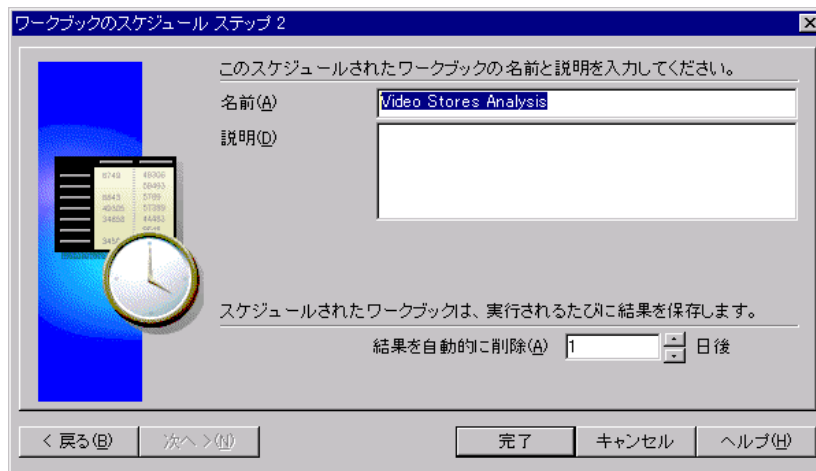 ワークブックのスケジュール ステップ 2
このスケジュールされたワークブックの名前と説明を入力してください。
名前(A)
Video Stores Analysis
説明(D)
スケジュールされたワークブックは、実行されるたびに結果を保存します。
結果を自動的に削除(A) 1 日後
< 戻る(B) 次へ >(N) 完了 キャンセル ヘルプ(H)